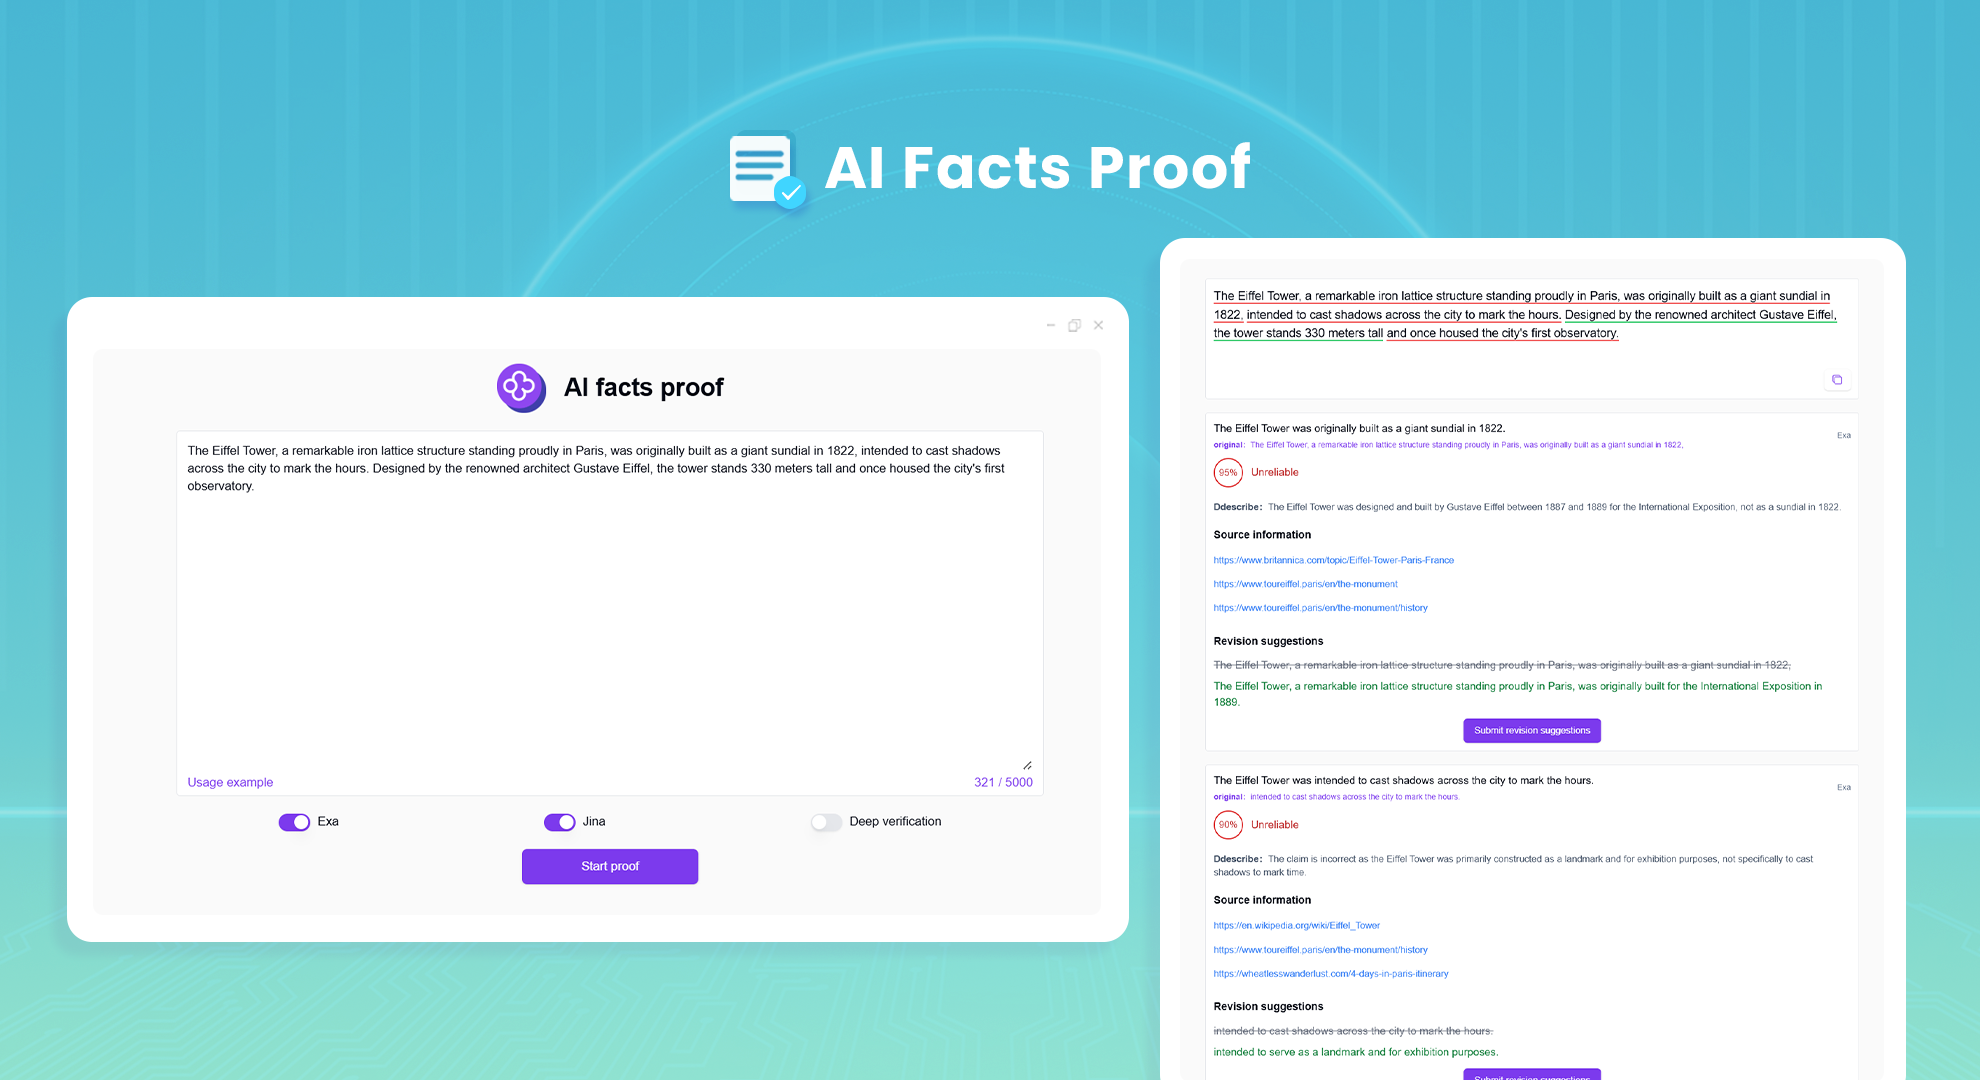 AI Facts Proof
AI facts proof
The Eiffel Tower, a remarkable iron lattice structure standing proudly in Paris, was originally built as a giant sundial in 1822, intended to cast shadows
across the city to mark the hours. Designed by the renowned architect Gustave Eiffel, the tower stands 330 meters tall and once housed the city's first
observatory.
Usage example
321 / 5000
Exa
Jina
Deep verification
Start proof
The Eiffel Tower, a remarkable iron lattice structure standing proudly in Paris, was originally built as a giant sundial in
1822, intended to cast shadows across the city to mark the hours. Designed by the renowned architect Gustave Eiffel,
the tower stands 330 meters tall and once housed the city's first observatory.
The Eiffel Tower was originally built as a giant sundial in 1822.
Exa
original: The Eiffel Tower, a remarkable iron lattice structure standing proudly in Paris, was originally built as a giant sundial in 1822,
95%
Unreliable
Ddescribe: The Eiffel Tower was designed and built by Gustave Eiffel between 1887 and 1889 for the International Exposition, not as a sundial in 1822.
Source information
https://www.britannica.com/topic/Eiffel-Tower-Paris-France
https://www.toureiffel.paris/en/the-monument
https://www.toureiffel.paris/en/the-monument/history
Revision suggestions
The Eiffel Tower, a remarkable iron lattice structure standing proudly in Paris, was originally built as a giant sundial in 1822,
The Eiffel Tower, a remarkable iron lattice structure standing proudly in Paris, was originally built for the International Exposition in
1889.
Submit revision suggestions
The Eiffel Tower was intended to cast shadows across the city to mark the hours.
Exa
original: intended to cast shadows across the city to mark the hours.
90%
Unreliable
Ddescribe: The claim is incorrect as the Eiffel Tower was primarily constructed as a landmark and for exhibition purposes, not specifically to cast
shadows to mark time.
Source information
https://en.wikipedia.org/wiki/Eiffel_Tower
https://www.toureiffel.paris/en/the-monument/history
https://wheatlesswanderlust.com/4-days-in-paris-itinerary
Revision suggestions
intended to cast shadows across the city to mark the hours.
intended to serve as a landmark and for exhibition purposes.
Submit revision suggestions